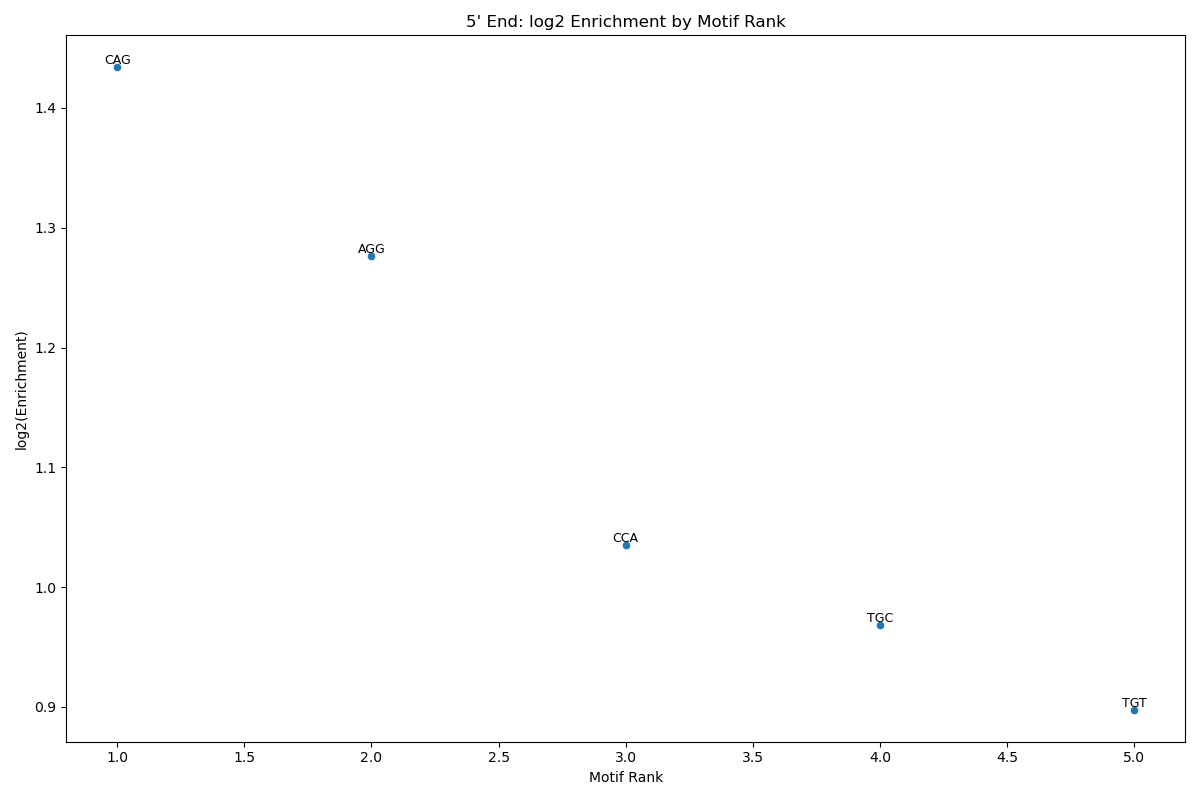 5' End: log2 Enrichment by Motif Rank
log2(Enrichment)
1.4
1.3
1.2
1.1
1.0
0.9
CAG
AGG
CCA
TGC
TGT
1.0 1.5 2.0 2.5 3.0 3.5 4.0 4.5 5.0
Motif Rank